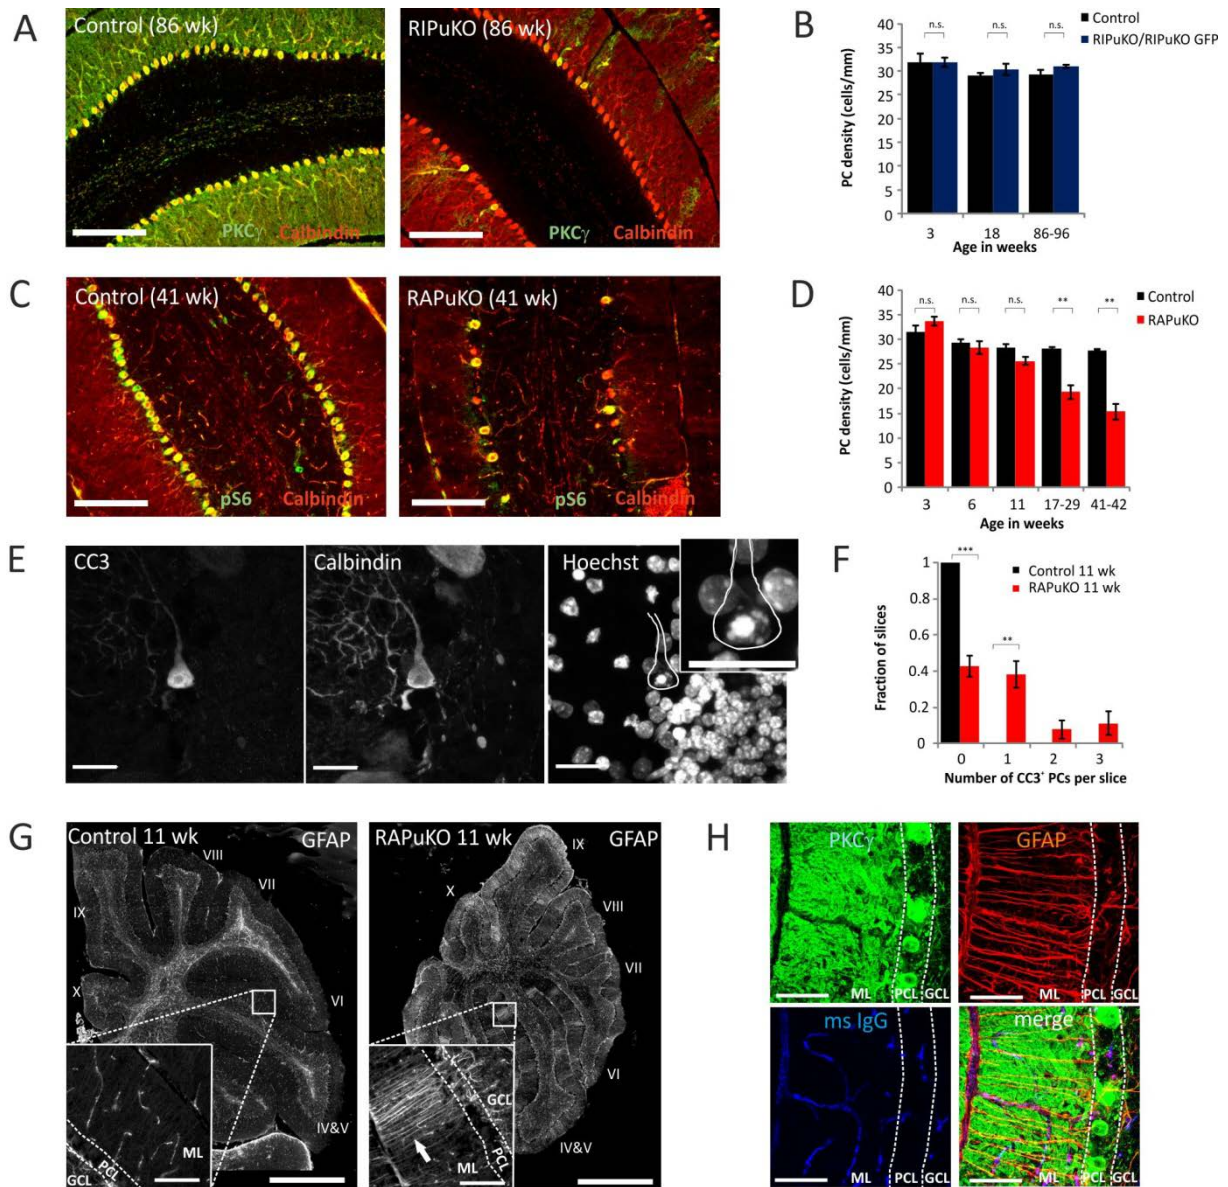 A
Control (86 wk)
PKCγ Calbindin
RIPuKO (86 wk)
PKCγ Calbindin
B
PC density (cells/mm)
40
35
30
25
20
15
10
35
0
n.s.
n.s.
n.s.
Control
RIPuKO/RIPuKO GFP
3
18
86-96
Age in weeks
C
Control (41 wk)
pS6 Calbindin
RAPuKO (41 wk)
pS6 Calbindin
D
PC density (cells/mm)
40
35
30
25
20
15
10
35
0
n.s.
n.s.
n.s.
**
**
Control
RAPuKO
3
6
11
17-29
41-42
Age in weeks
E
CC3
Calbindin
Hoechst
F
Fraction of slices
1
0.8
0.6
0.4
0.2
0
***
**
Control 11 wk
RAPuKO 11 wk
0
1
2
3
Number of CC3+ PCs per slice
G
Control 11 wk
GFAP
VIII
VII
IX
X
VI
IV&V
ML
PCL
GCL
RAPuKO 11 wk
GFAP
IX
X
VIII
VII
VI
IV&V
GCL
PCL
ML
H
PKCγ
ML PCL GCL
GFAP
ML PCL GCL
ms IgG
ML PCL GCL
merge
ML PCL GCL